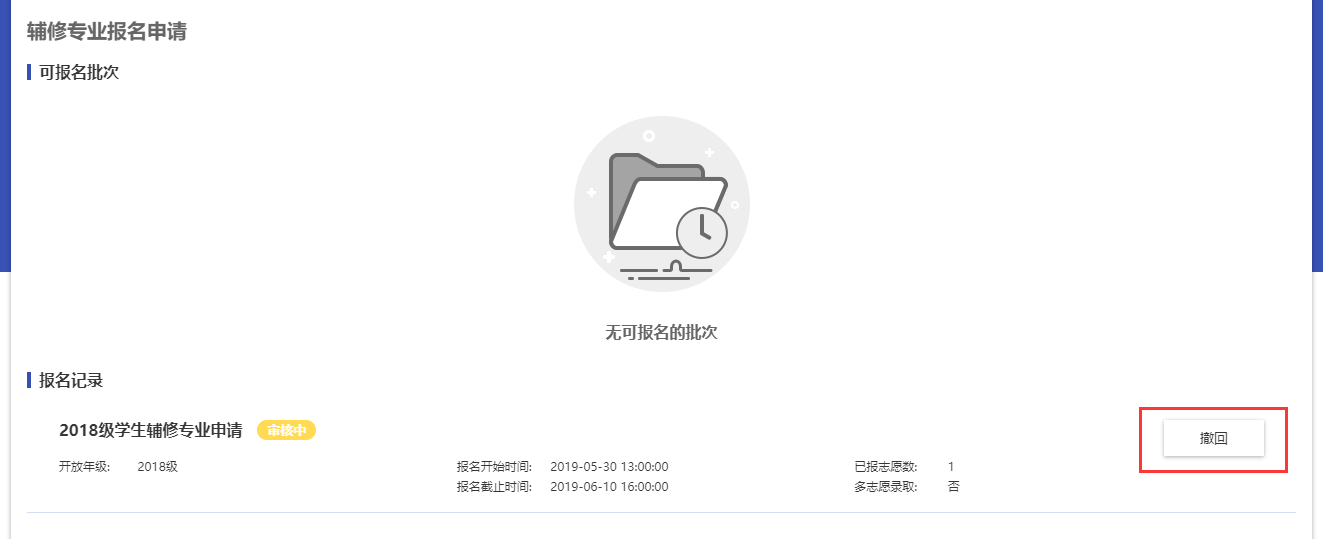 辅修专业报名申请
可报名批次
无可报名的批次
报名记录
2018级学生辅修专业申请 审核中
撤回
开放年级: 2018级 报名开始时间: 2019-05-30 13:00:00 已报志愿数: 1
报名截止时间: 2019-06-10 16:00:00 多志愿录取: 否